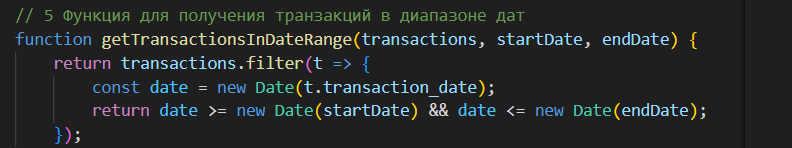 // 5 Функция для получения транзакций в диапазоне дат
function getTransactionsInDateRange(transactions, startDate, endDate) {
    return transactions.filter(t => {
        const date = new Date(t.transaction_date);
        return date >= new Date(startDate) && date <= new Date(endDate);
    });